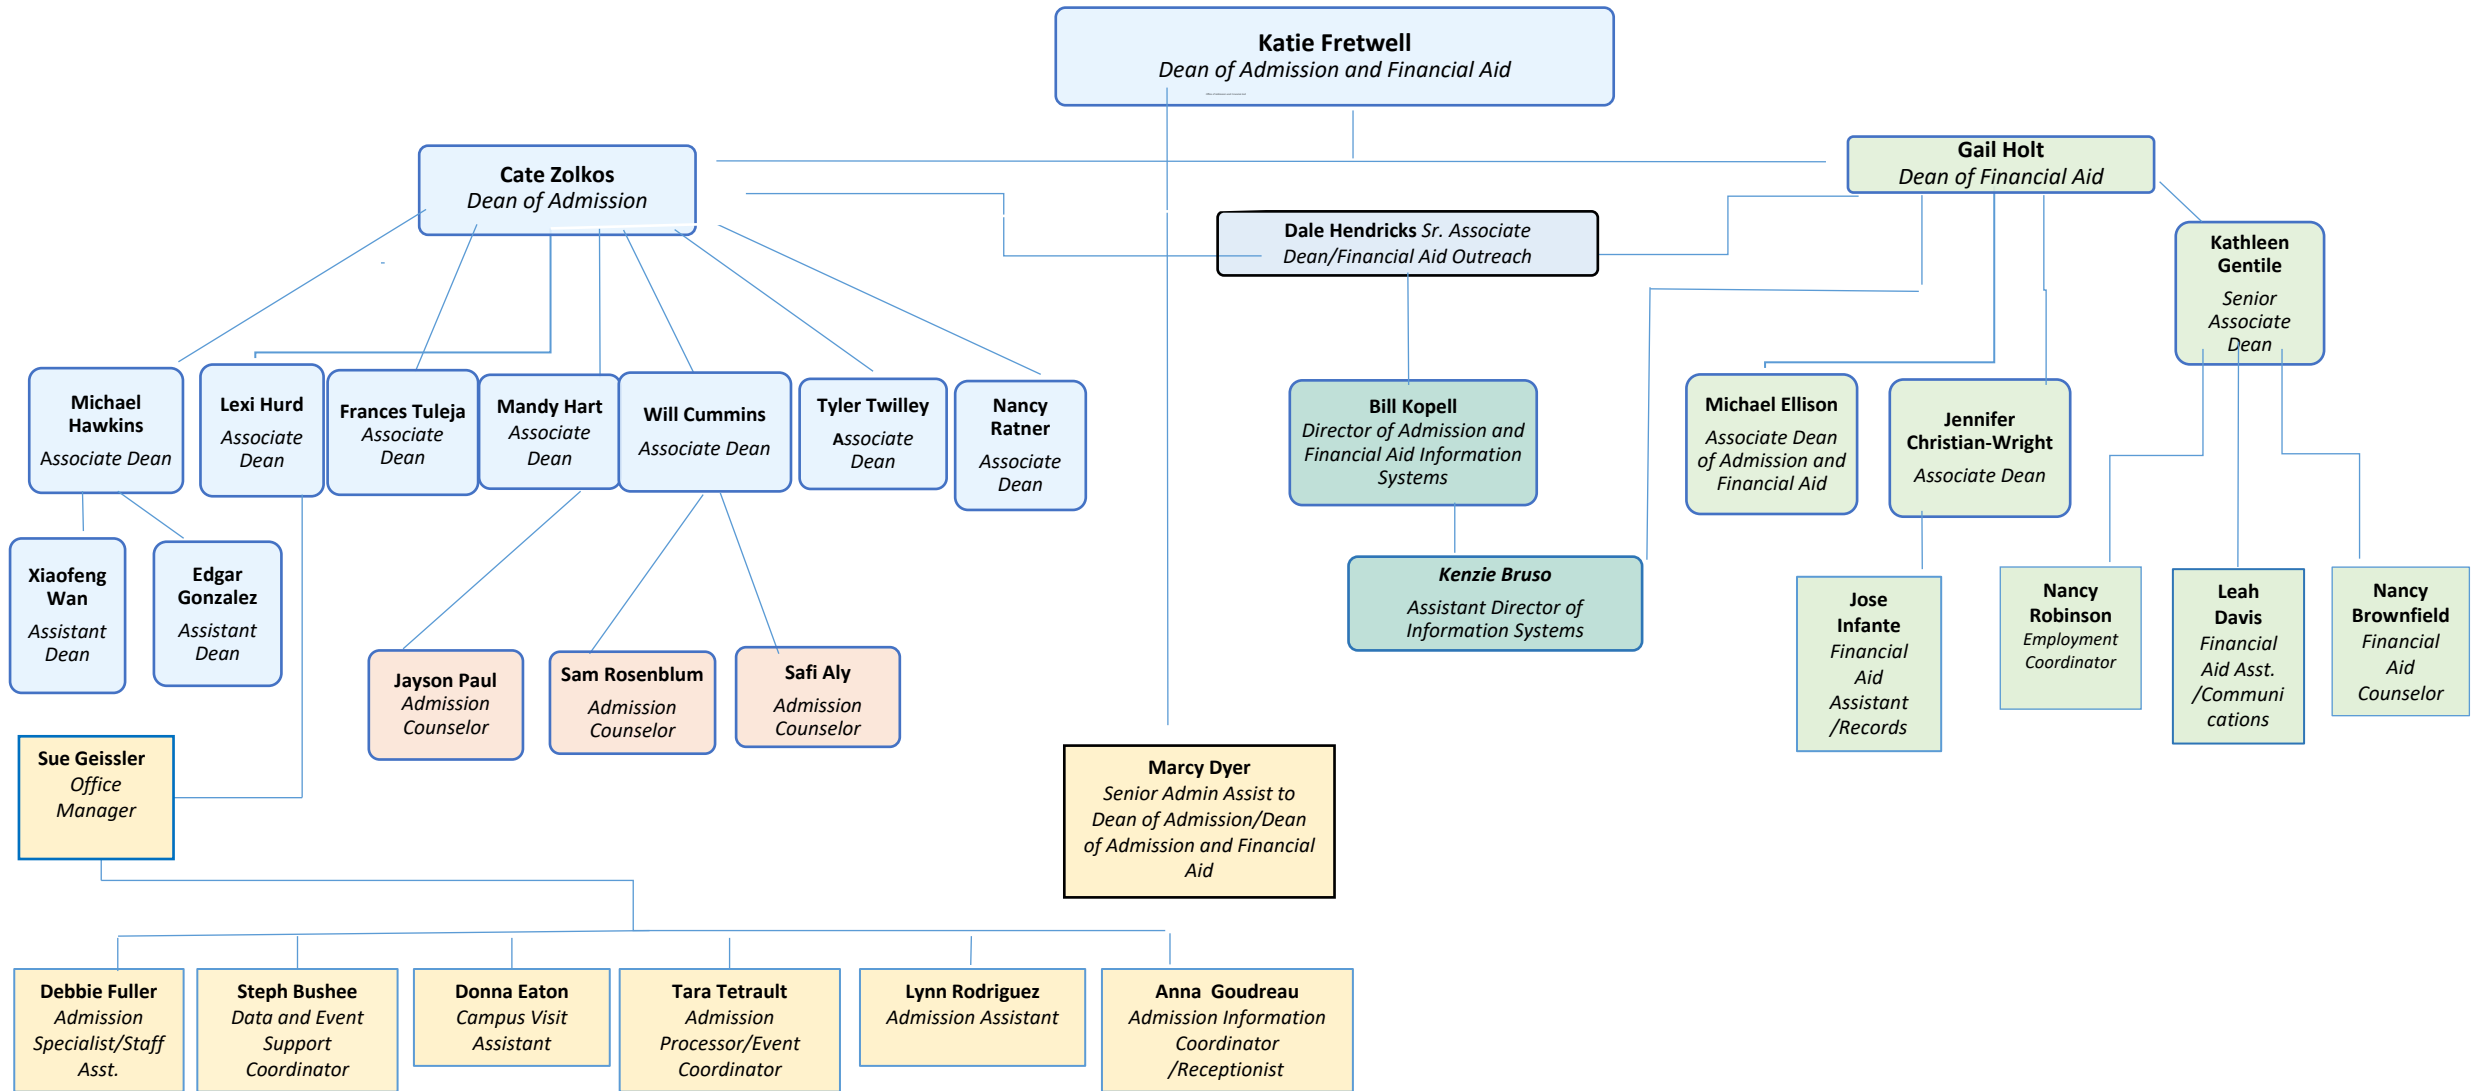 Katie Fretwell
Dean of Admission and Financial Aid
Cate Zolkos
Dean of Admission
Gail Holt
Dean of Financial Aid
Dale Hendricks Sr. Associate
Dean/Financial Aid Outreach
Kathleen
Gentile
Senior
Associate
Dean
-
Michael
Hawkins
Associate Dean
Lexi Hurd
Associate
Dean
Frances Tuleja
Associate
Dean
Mandy Hart
Associate
Dean
Will Cummins
Associate Dean
Tyler Twilley
Associate
Dean
Nancy
Ratner
Associate
Dean
Bill Kopell
Director of Admission and
Financial Aid Information
Systems
Michael Ellison
Associate Dean
of Admission and
Financial Aid
Jennifer
Christian-Wright
Associate Dean
Xiaofeng
Wan
Assistant
Dean
Edgar
Gonzalez
Assistant
Dean
Kenzie Bruso
Assistant Director of
Information Systems
Jose
Infante
Financial
Aid
Assistant
/Records
Nancy
Robinson
Employment
Coordinator
Leah
Davis
Financial
Aid Asst.
/Communi
cations
Nancy
Brownfield
Financial
Aid
Counselor
Jayson Paul
Admission
Counselor
Sam Rosenblum
Admission
Counselor
Safi Aly
Admission
Counselor
Sue Geissler
Office
Manager
Marcy Dyer
Senior Admin Assist to
Dean of Admission/Dean
of Admission and Financial
Aid
Debbie Fuller
Admission
Specialist/Staff
Asst.
Steph Bushee
Data and Event
Support
Coordinator
Donna Eaton
Campus Visit
Assistant
Tara Tetrault
Admission
Processor/Event
Coordinator
Lynn Rodriguez
Admission Assistant
Anna Goudreau
Admission Information
Coordinator
/Receptionist